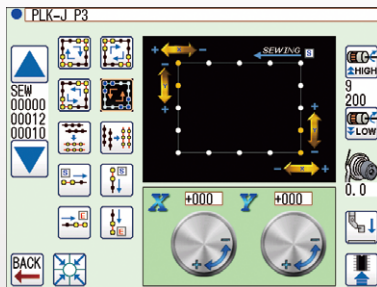 PLK-J P3
SEW
00000
00012
00010
BACK
SEWING S
X
Y
S
S
E
E
X +000
Y +000
HIGH
9
200
LOW
0.0